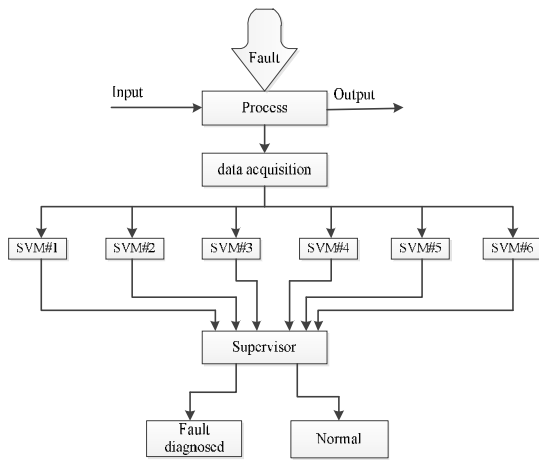 Fault
Input
Output
Process
data acquisition
SVM#1
SVM#2
SVM#3
SVM#4
SVM#5
SVM#6
Supervisor
Fault
diagnosed
Normal